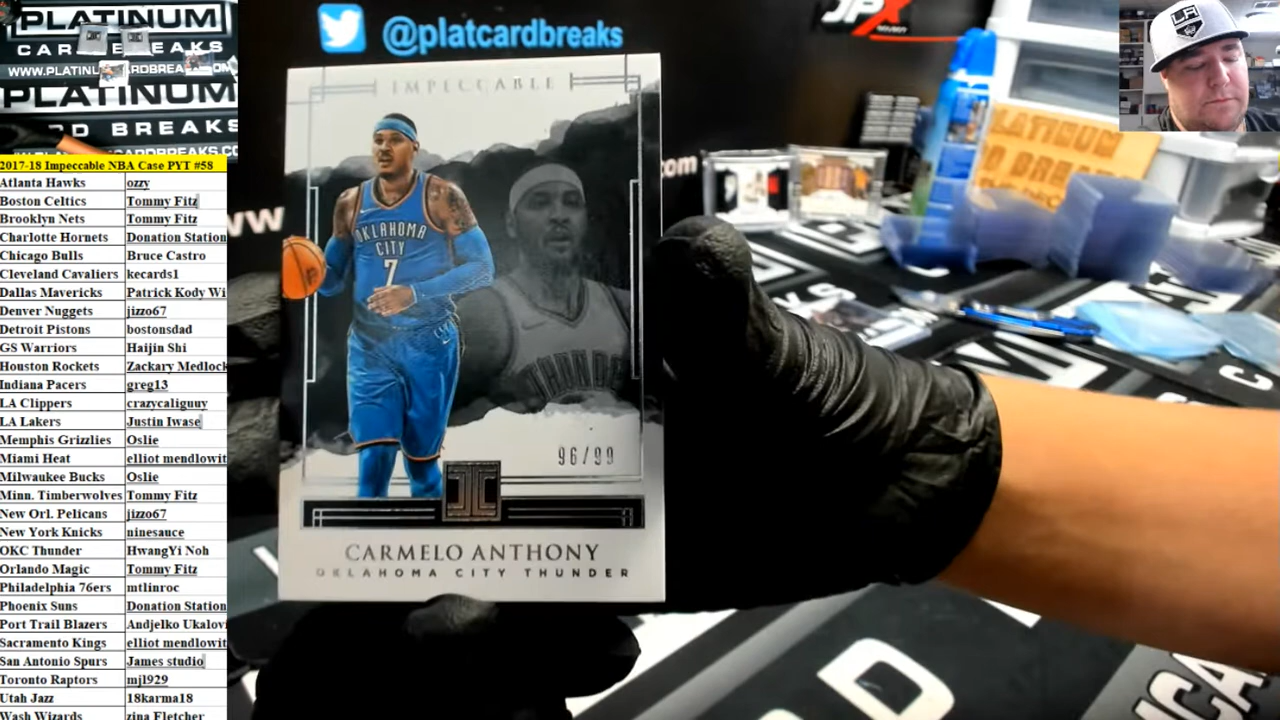 PLATINUM
CARD BREAKS
PLATINUM
RD BREAKS
@platcardbreaks
2017-18 Impeccable NBA Case PYT #58
Atlanta Hawks ozzy
Boston Celtics Tommy Fitz
Brooklyn Nets Tommy Fitz
Charlotte Hornets Donation Station
Chicago Bulls Bruce Castro
Cleveland Cavaliers kecards1
Dallas Mavericks Patrick Kody Wi
Denver Nuggets jizzo67
Detroit Pistons bostonsdad
GS Warriors Haijin Shi
Houston Rockets Zackary Medlock
Indiana Pacers greg13
LA Clippers crazycaliguuy
LA Lakers Justin Iwase
Memphis Grizzlies Oslie
Miami Heat elliot mendlowit
Milwaukee Bucks Oslie
Minn. Timberwolves Tommy Fitz
New Orl. Pelicans jizzo67
New York Knicks ninesauce
OKC Thunder HwangYi Noh
Orlando Magic Tommy Fitz
Philadelphia 76ers mtlinroc
Phoenix Suns Donation Station
Port Trail Blazers Andjelko Ukalovi
Sacramento Kings elliot mendlowit
San Antonio Spurs James studio
Toronto Raptors mjl929
Utah Jazz 18karma18
Wash Wizards zina Fletcher
IMPECCABLE
OKLAHOMA
CITY
7
96/99
CARMELO ANTHONY
OKLAHOMA CITY THUNDER
JPX
LA
PLATINUM